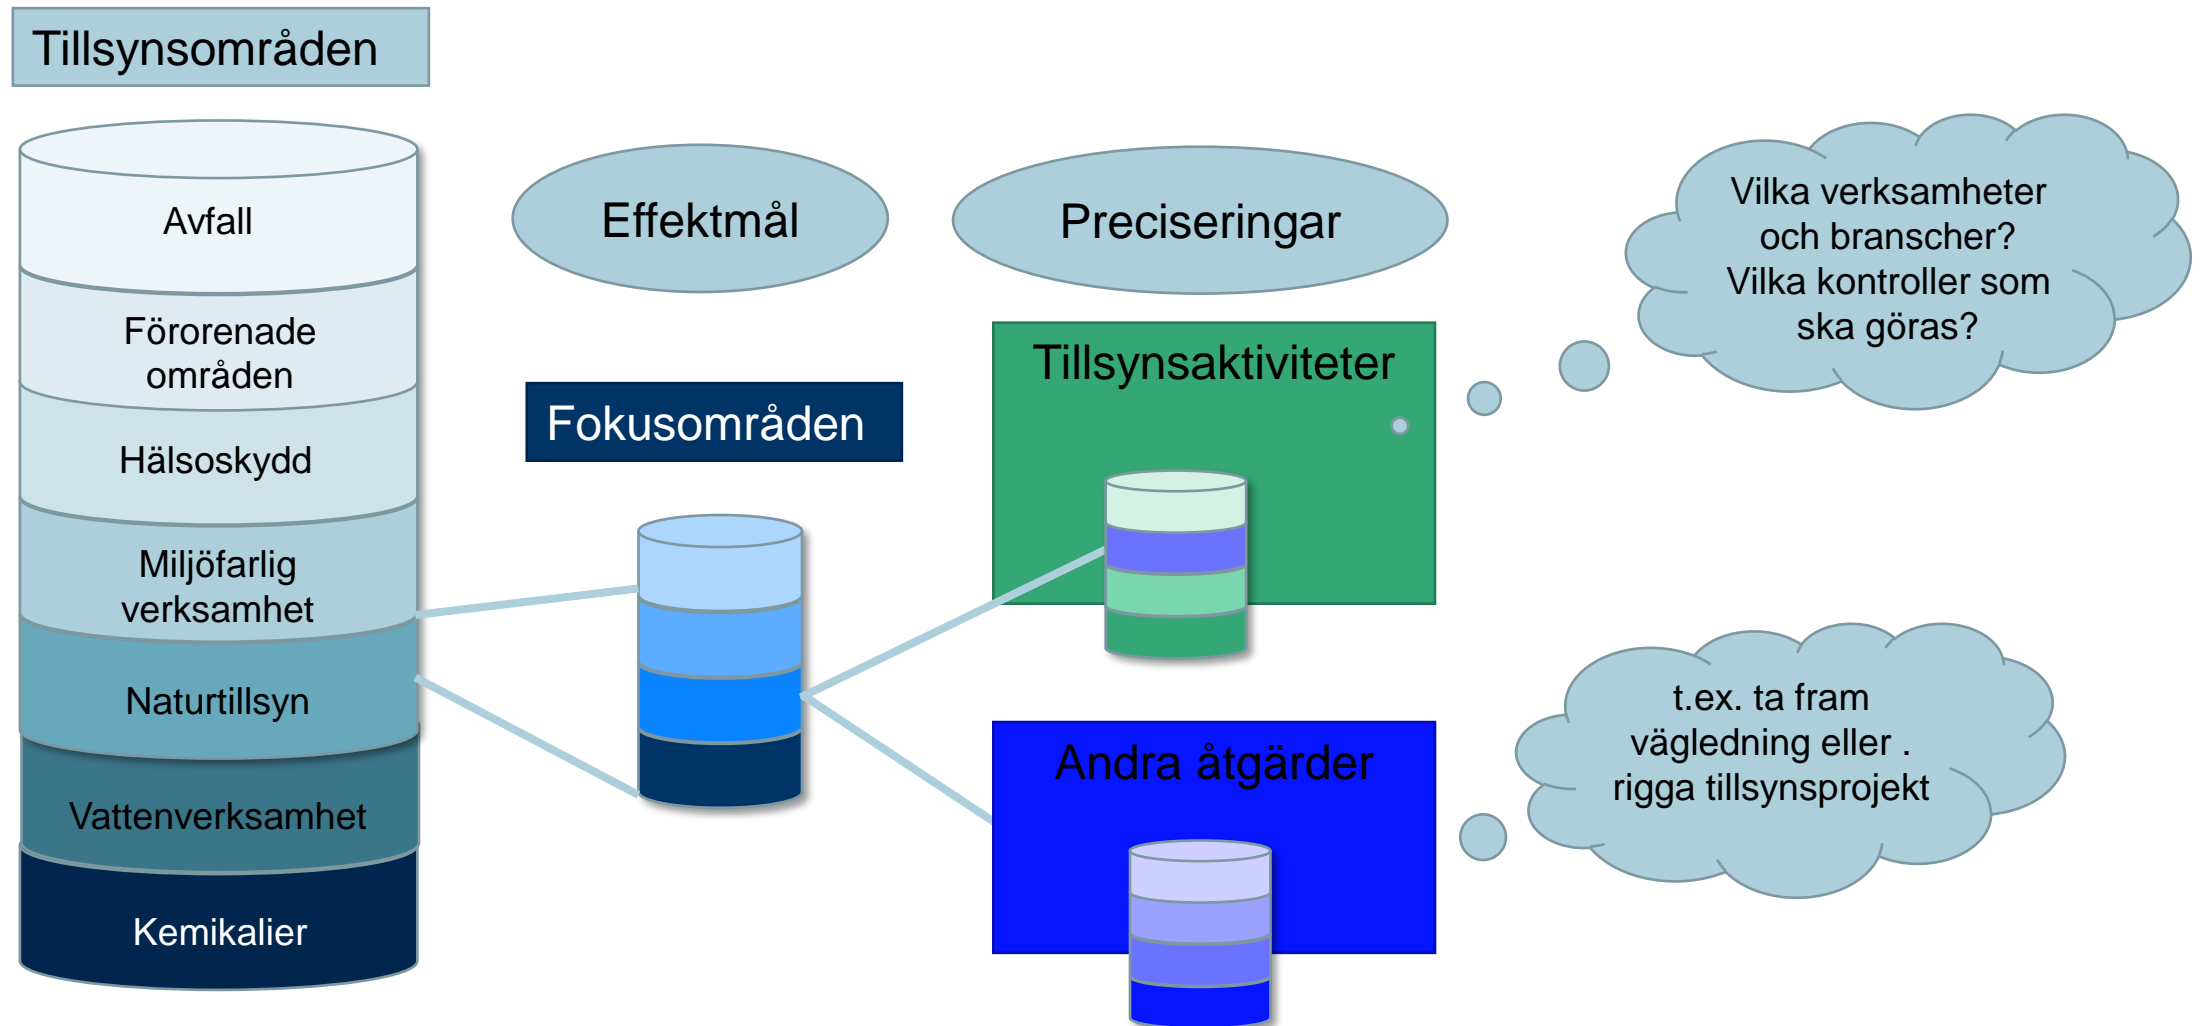 Tillsynsområden
Avfall
Förorenade
områden
Hälsoskydd
Miljöfarlig
verksamhet
Naturtillsyn
Vattenverksamhet
Kemikalier
Effektmål
Fokusområden
Preciseringar
Tillsynsaktiviteter
Andra åtgärder
Vilka verksamheter
och branscher?
Vilka kontroller som
ska göras?
t.ex. ta fram
vägledning eller .
rigga tillsynsprojekt